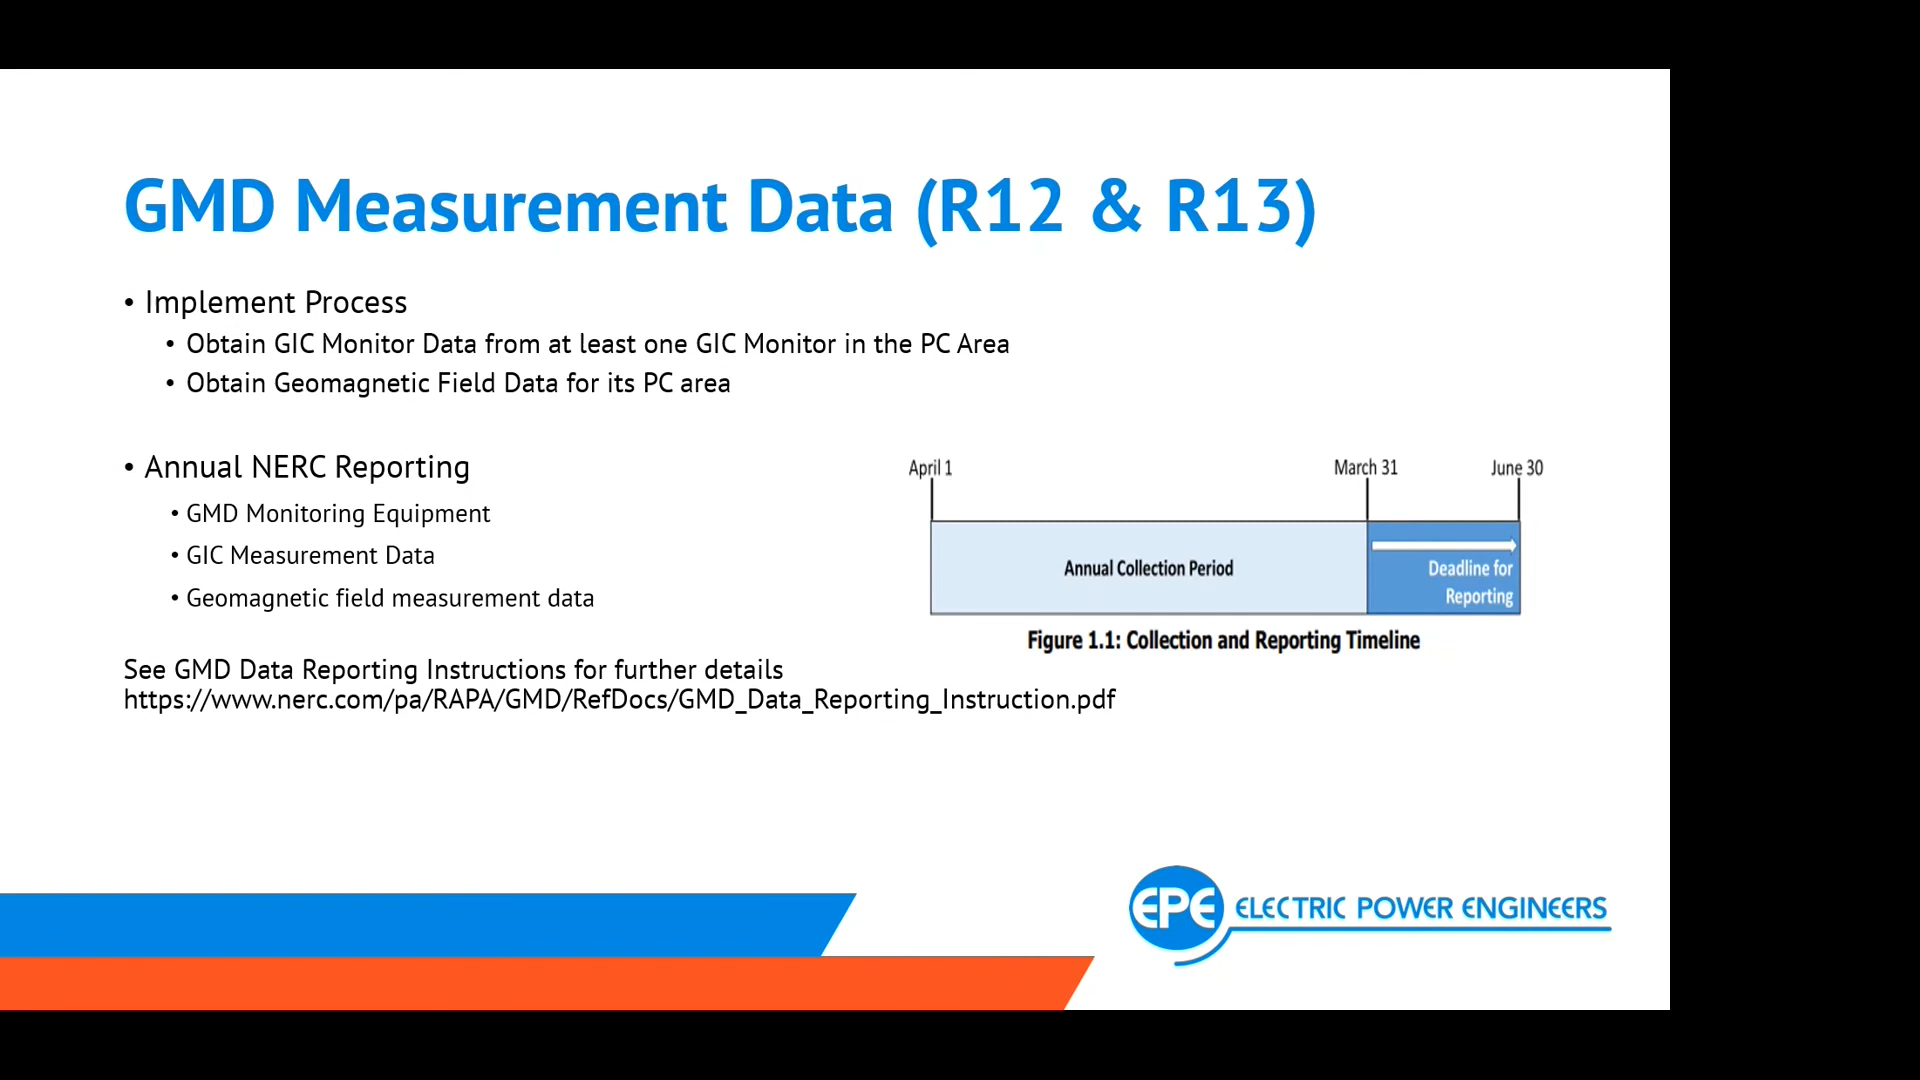 GMD Measurement Data (R12 & R13)
• Implement Process
• Obtain GIC Monitor Data from at least one GIC Monitor in the PC Area
• Obtain Geomagnetic Field Data for its PC area
• Annual NERC Reporting
• GMD Monitoring Equipment
• GIC Measurement Data
• Geomagnetic field measurement data
April 1
March 31
June 30
Annual Collection Period
Deadline for
Reporting
Figure 1.1: Collection and Reporting Timeline
See GMD Data Reporting Instructions for further details
https://www.nerc.com/pa/RAPA/GMD/RefDocs/GMD_Data_Reporting_Instruction.pdf
EPE ELECTRIC POWER ENGINEERS